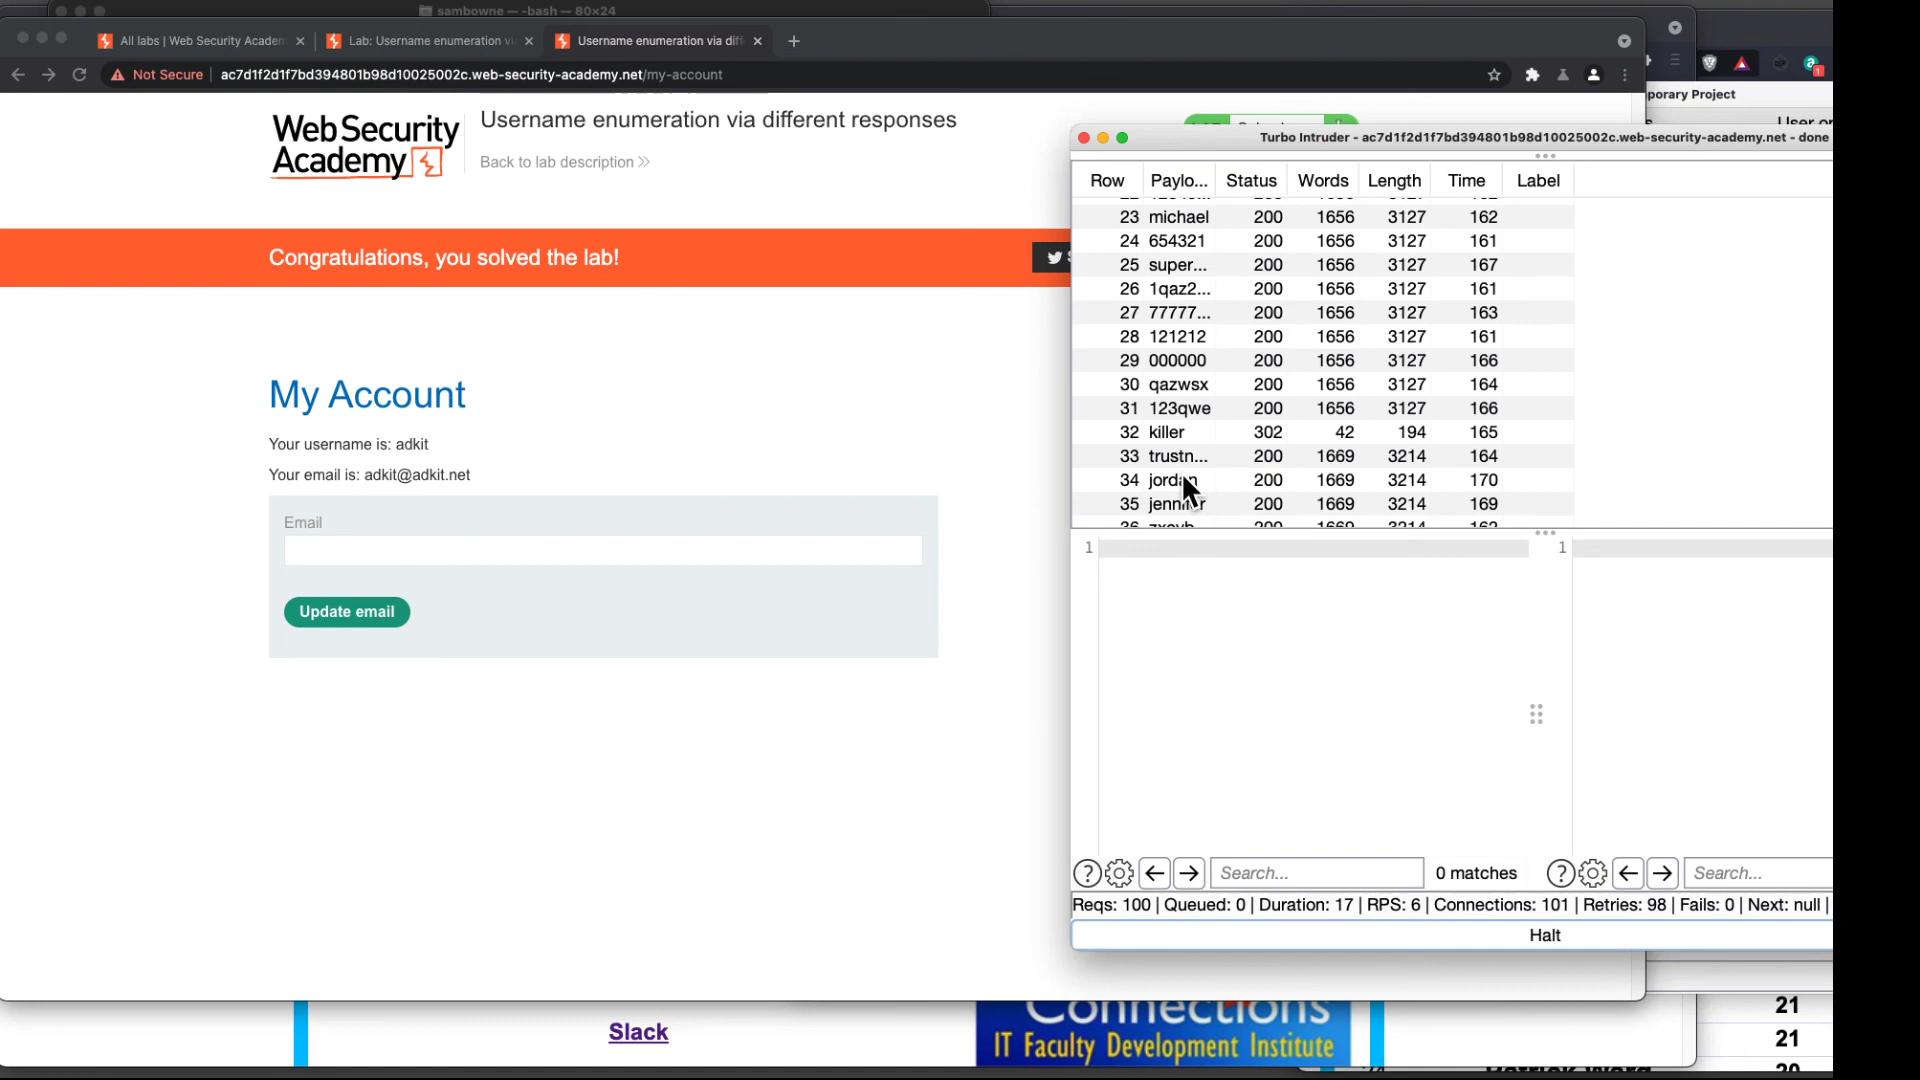 sambowne — -bash — 80×24
All labs | Web Security Academ
Lab: Username enumeration vi
Username enumeration via diff
Not Secure
ac7d1f2d1f7bd394801b98d10025002c.web-security-academy.net/my-account
WebSecurity
Academy
Username enumeration via different responses
Back to lab description
Congratulations, you solved the lab!
My Account
Your username is: adkit
Your email is: adkit@adkit.net
Email
Update email
porary Project
Turbo Intruder - ac7d1f2d1f7bd394801b98d10025002c.web-security-academy.net - done
Row Paylo... Status Words Length Time Label
23 michael 200 1656 3127 162
24 654321 200 1656 3127 161
25 super... 200 1656 3127 167
26 1qaz2... 200 1656 3127 161
27 77777... 200 1656 3127 163
28 121212 200 1656 3127 161
29 000000 200 1656 3127 166
30 qazwsx 200 1656 3127 164
31 123qwe 200 1656 3127 166
32 killer 302 42 194 165
33 trustn... 200 1669 3214 164
34 jordan 200 1669 3214 170
35 jennifer 200 1669 3214 169
1
1
Search...
0 matches
Search...
Reqs: 100 | Queued: 0 | Duration: 17 | RPS: 6 | Connections: 101 | Retries: 98 | Fails: 0 | Next: null |
Halt
Slack
Connections
IT Faculty Development Institute
21
21
20